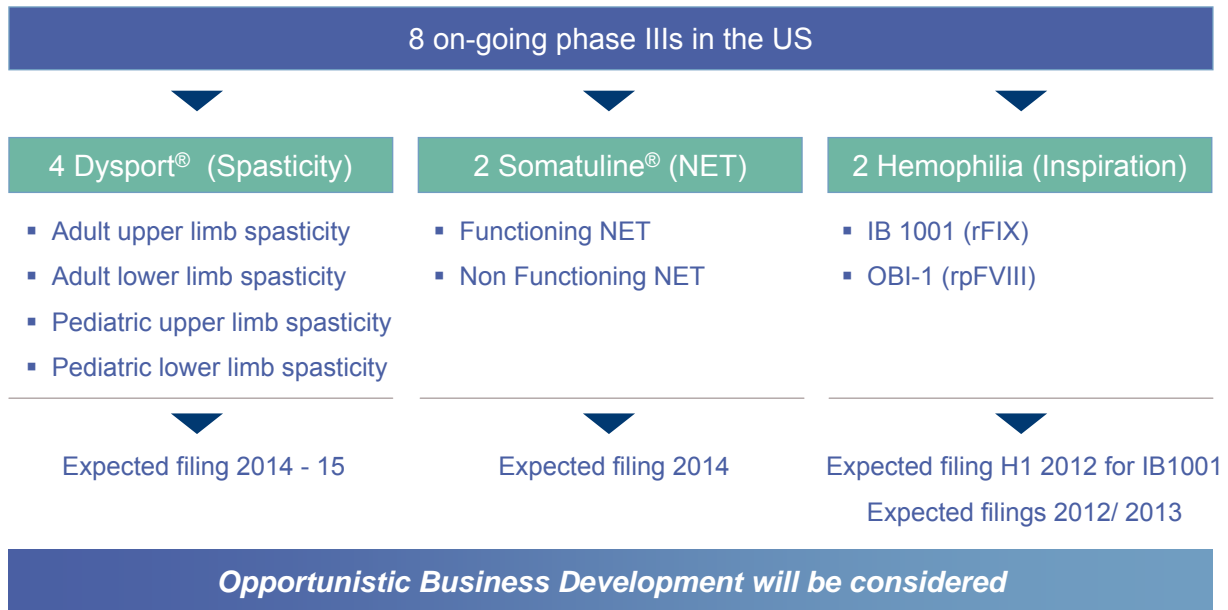 8 on-going phase IIIs in the US
4 Dysport® (Spasticity)
▪ Adult upper limb spasticity
▪ Adult lower limb spasticity
▪ Pediatric upper limb spasticity
▪ Pediatric lower limb spasticity
Expected filing 2014 - 15
2 Somatuline® (NET)
▪ Functioning NET
▪ Non Functioning NET
Expected filing 2014
2 Hemophilia (Inspiration)
▪ IB 1001 (rFIX)
▪ OBI-1 (rpFVIII)
Expected filing H1 2012 for IB1001
Expected filings 2012/ 2013
Opportunistic Business Development will be considered